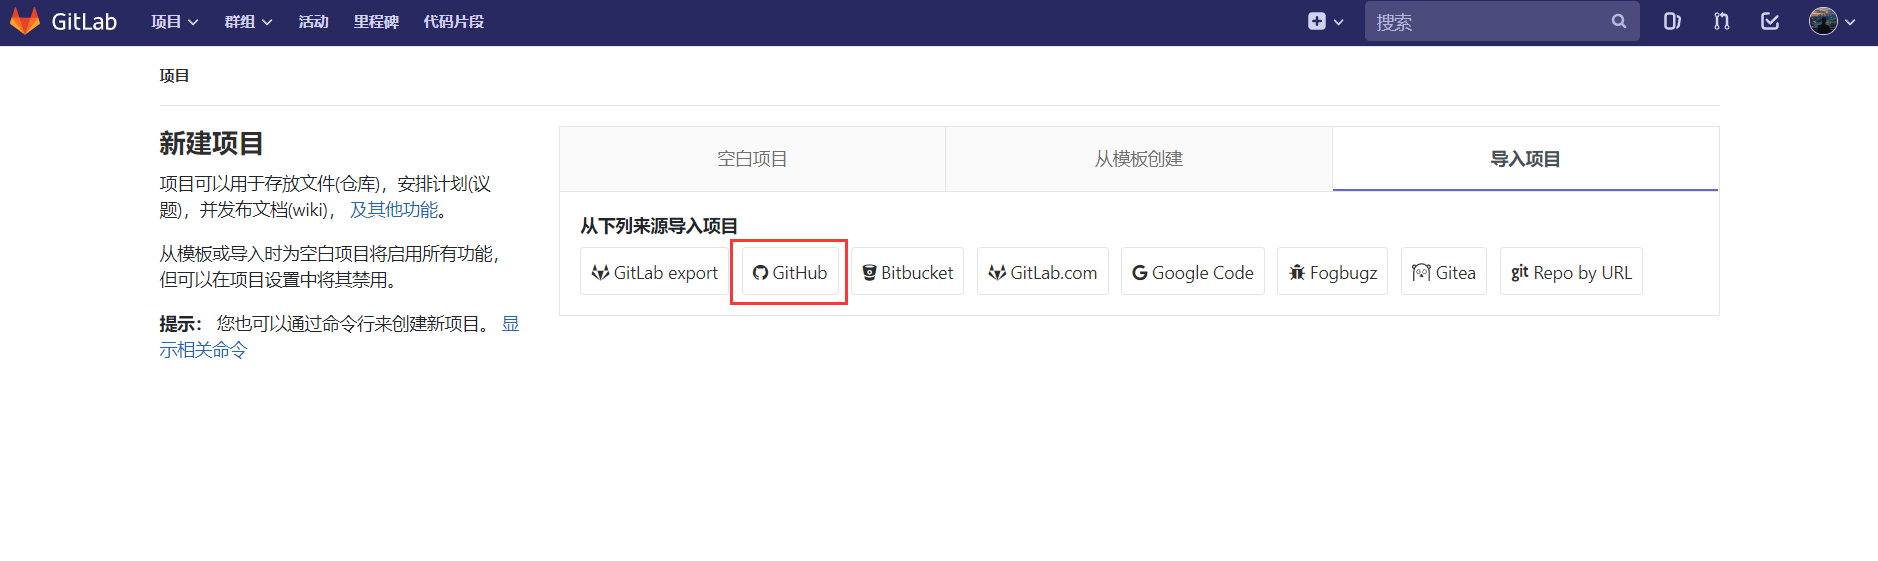 GitLab 项目 群组 活动 里程碑 代码片段 搜索
项目
新建项目
项目可以用于存放文件(仓库)，安排计划(议
题)，并发布文档(wiki)， 及其他功能。
从模板或导入时为空白项目将启用所有功能，
但可以在项目设置中将其禁用。
提示： 您也可以通过命令行来创建新项目。 显
示相关命令
空白项目 从模板创建 导入项目
从下列来源导入项目
GitLab export GitHub Bitbucket GitLab.com Google Code Fogbugz Gitea git Repo by URL